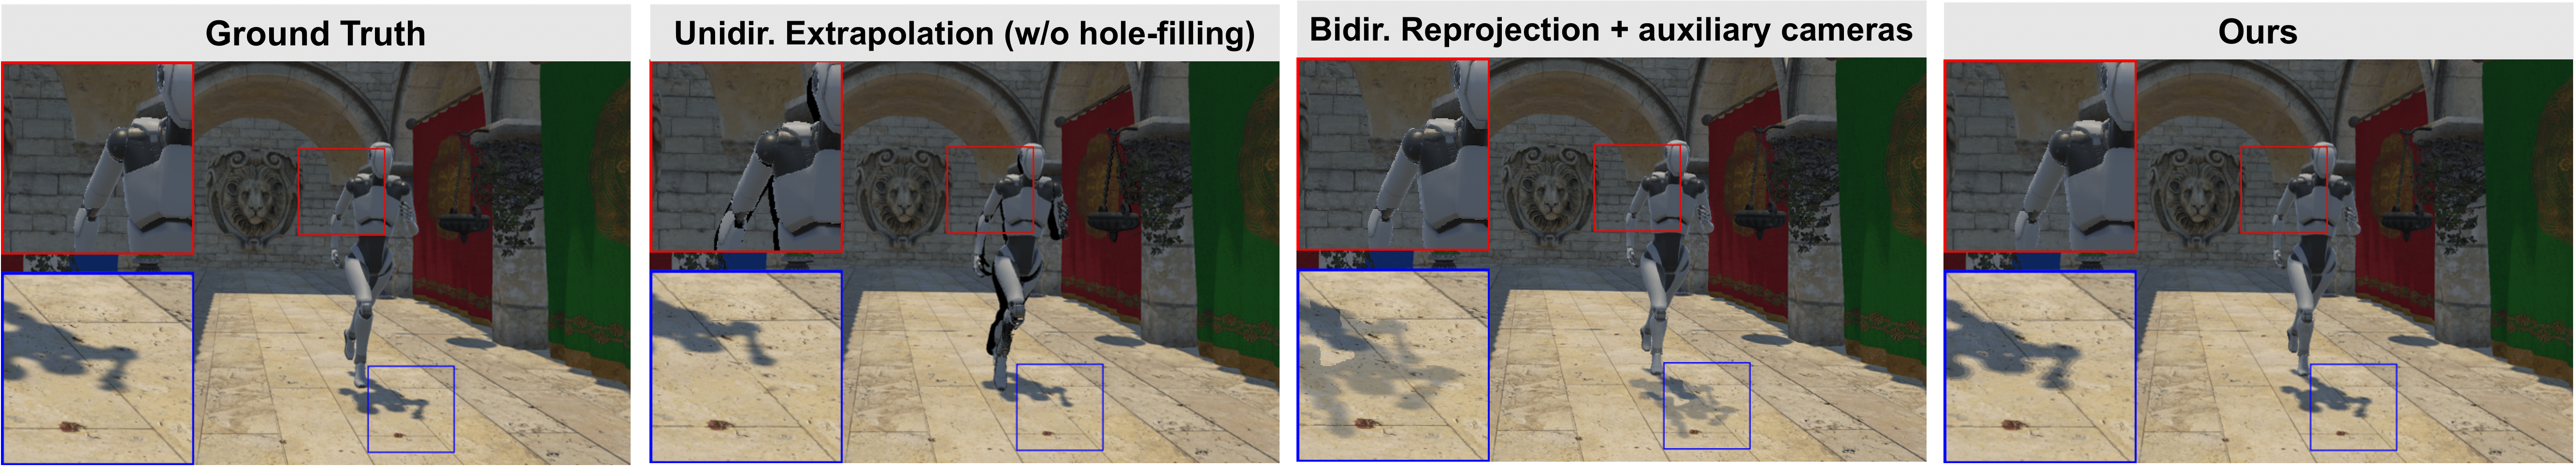 Ground Truth
Unidir. Extrapolation (w/o hole-filling)
Bidir. Reprojection + auxiliary cameras
Ours